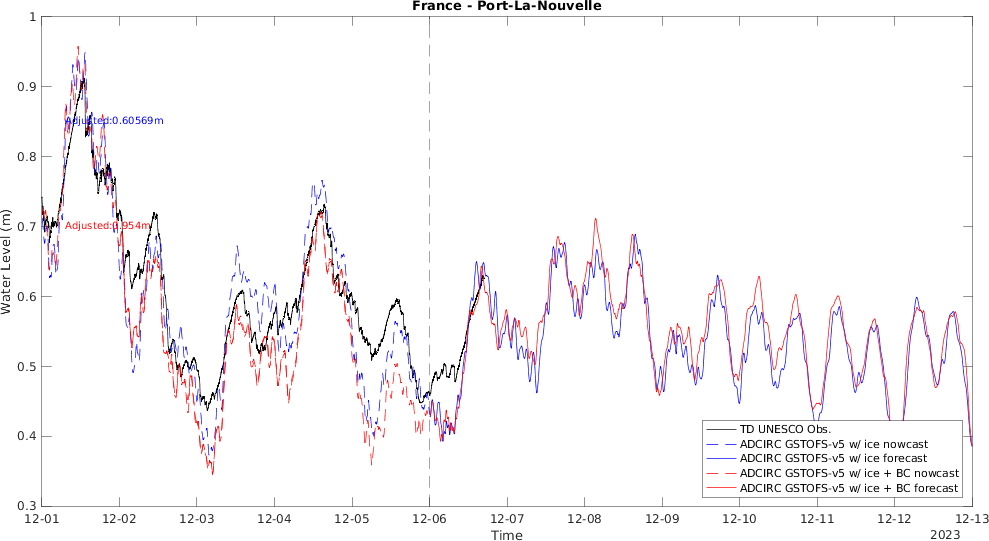 France - Port-La-Nouvelle
1
0.9
0.8
0.7
0.6
0.5
0.4
0.3
Water Level (m)
Adjusted:0.60569m
Adjusted:0.954m
TD UNESCO Obs.
ADCIRC GSTOFS-v5 w/ ice nowcast
ADCIRC GSTOFS-v5 w/ ice forecast
ADCIRC GSTOFS-v5 w/ ice + BC nowcast
ADCIRC GSTOFS-v5 w/ ice + BC forecast
12-01 12-02 12-03 12-04 12-05 12-06 12-07 12-08 12-09 12-10 12-11 12-12 12-13
Time
2023